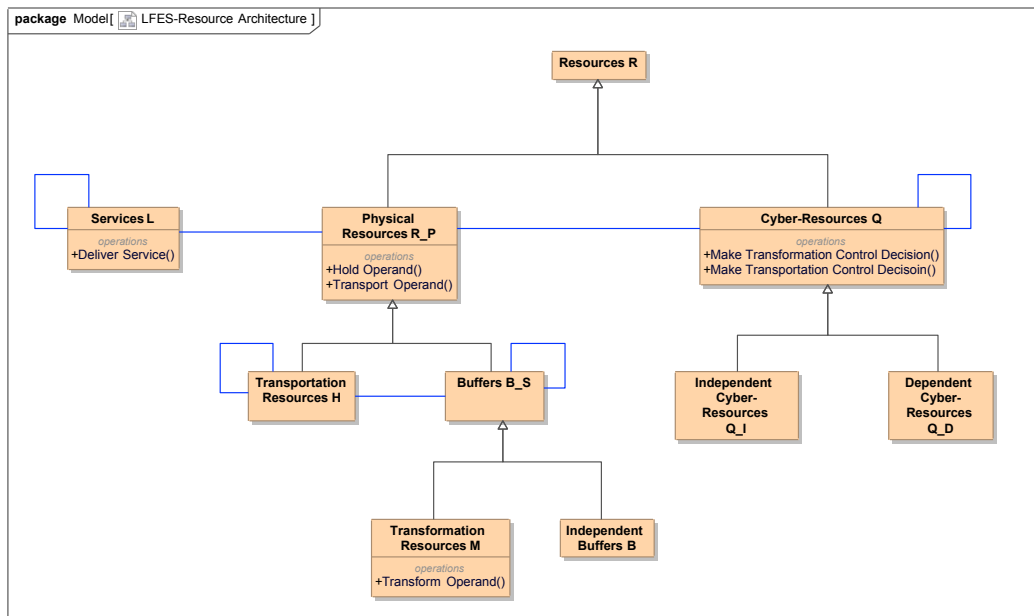 package Model[ LFES-Resource Architecture ]
Resources R
Services L
operations
+Deliver Service()
Physical
Resources R_P
operations
+Hold Operand()
+Transport Operand()
Cyber-Resources Q
operations
+Make Transformation Control Decision()
+Make Transportation Control Decisoin()
Transportation
Resources H
Buffers B_S
Independent
Cyber-
Resources
Q_I
Dependent
Cyber-
Resources
Q_D
Transformation
Resources M
operations
+Transform Operand()
Independent
Buffers B